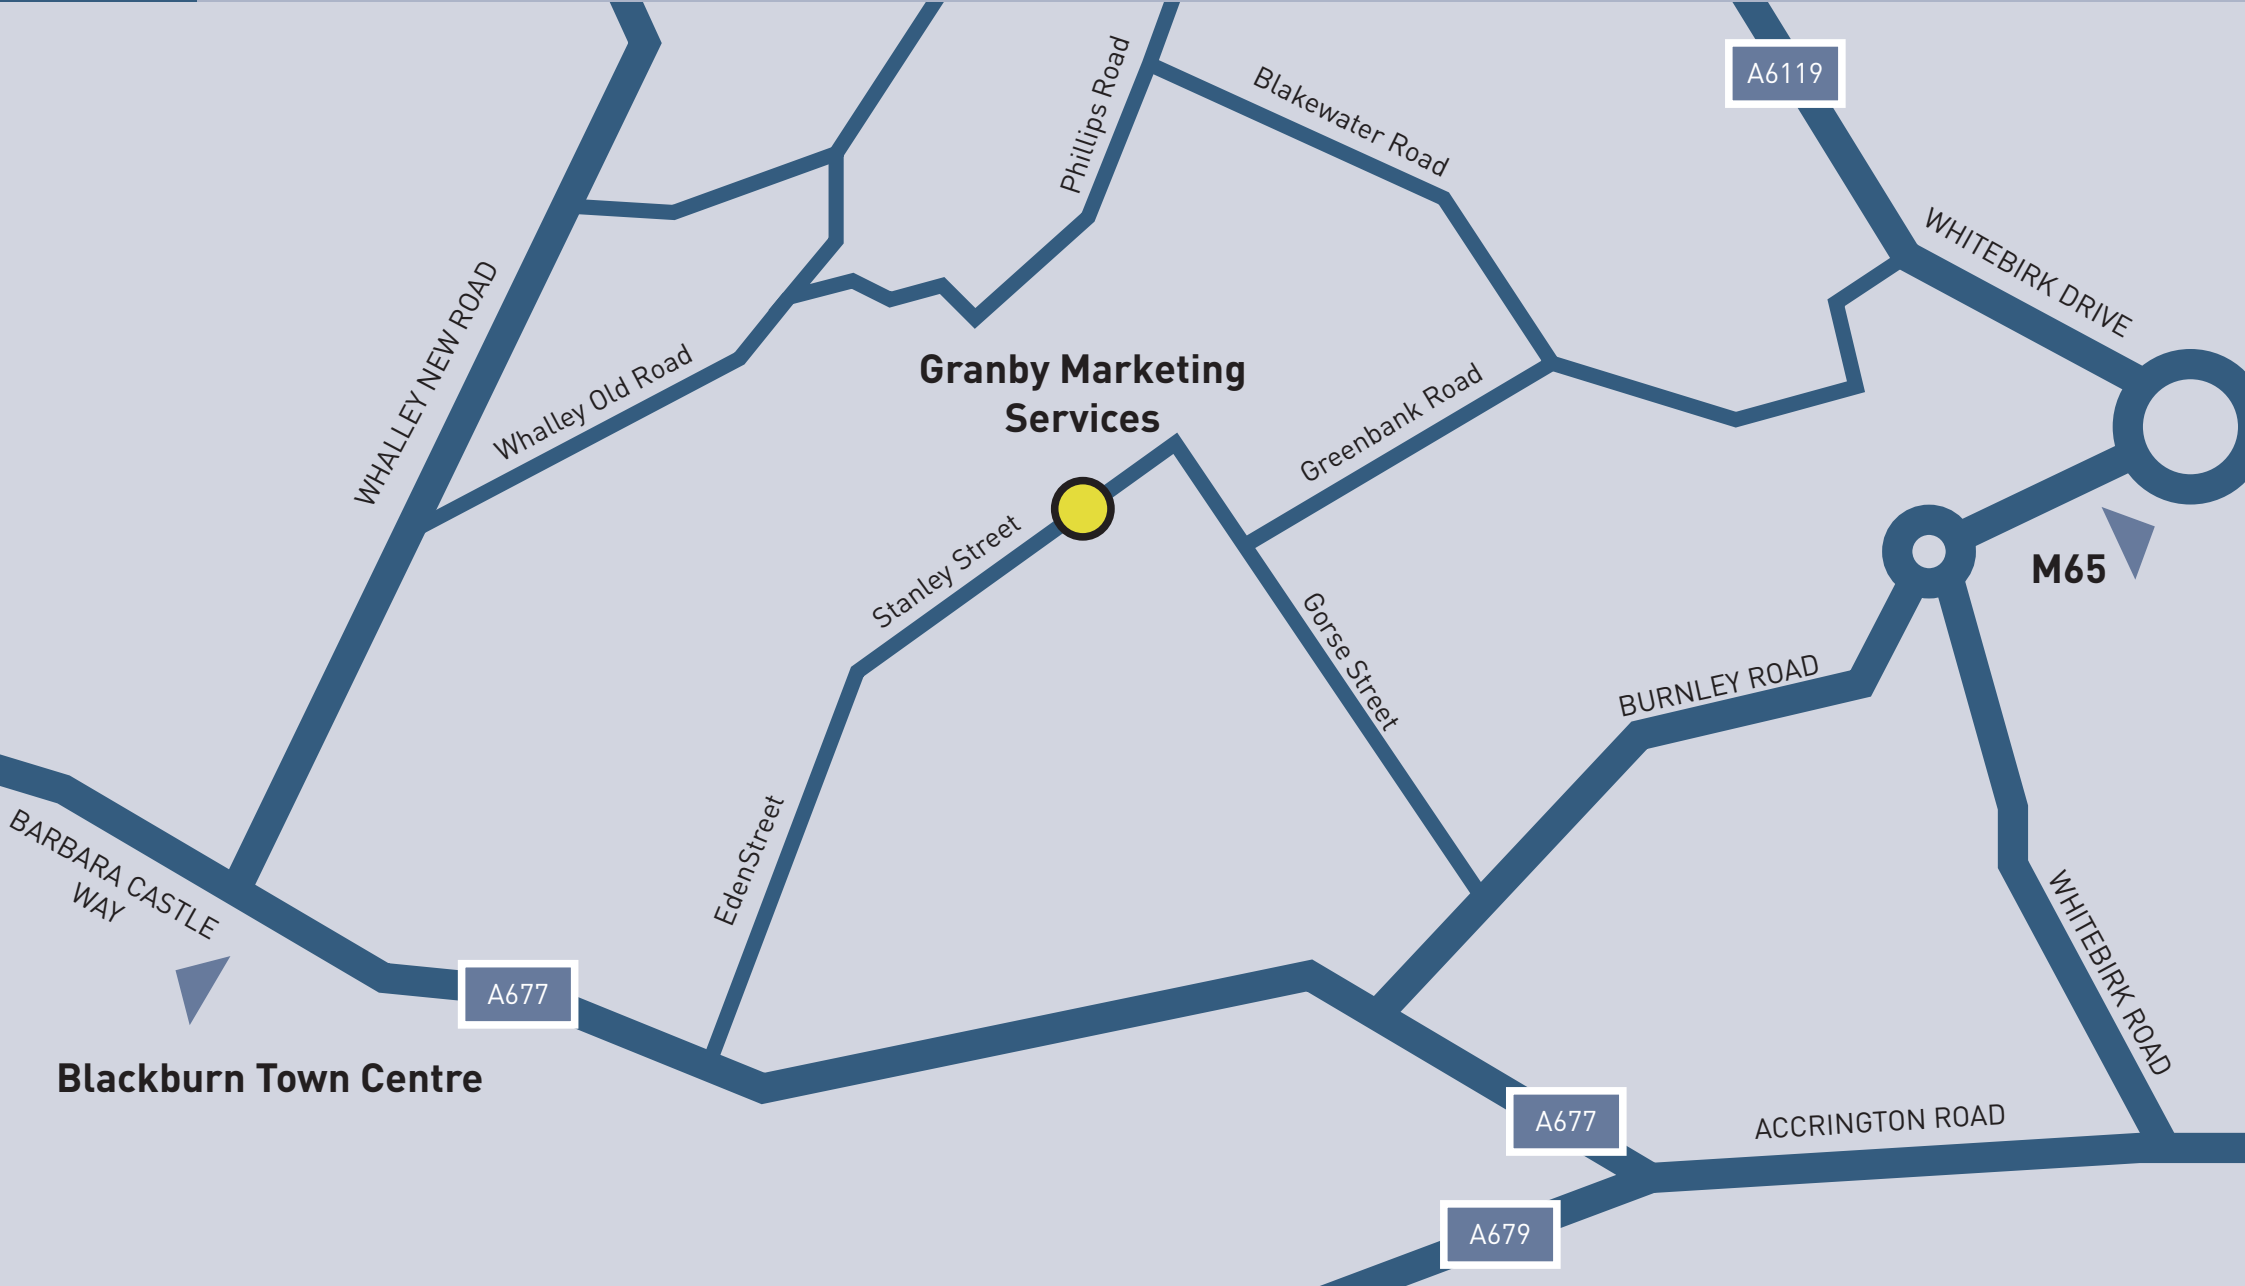 A6119
Phillips Road
Blakewater Road
WHITEBIRK DRIVE
WHALLEY NEW ROAD
Whalley Old Road
Granby Marketing
Services
Greenbank Road
Stanley Street
M65
Gorse Street
BURNLEY ROAD
BARBARA CASTLE
WAY
EdenStreet
WHITEBIRK ROAD
A677
Blackburn Town Centre
A677
ACCRINGTON ROAD
A679